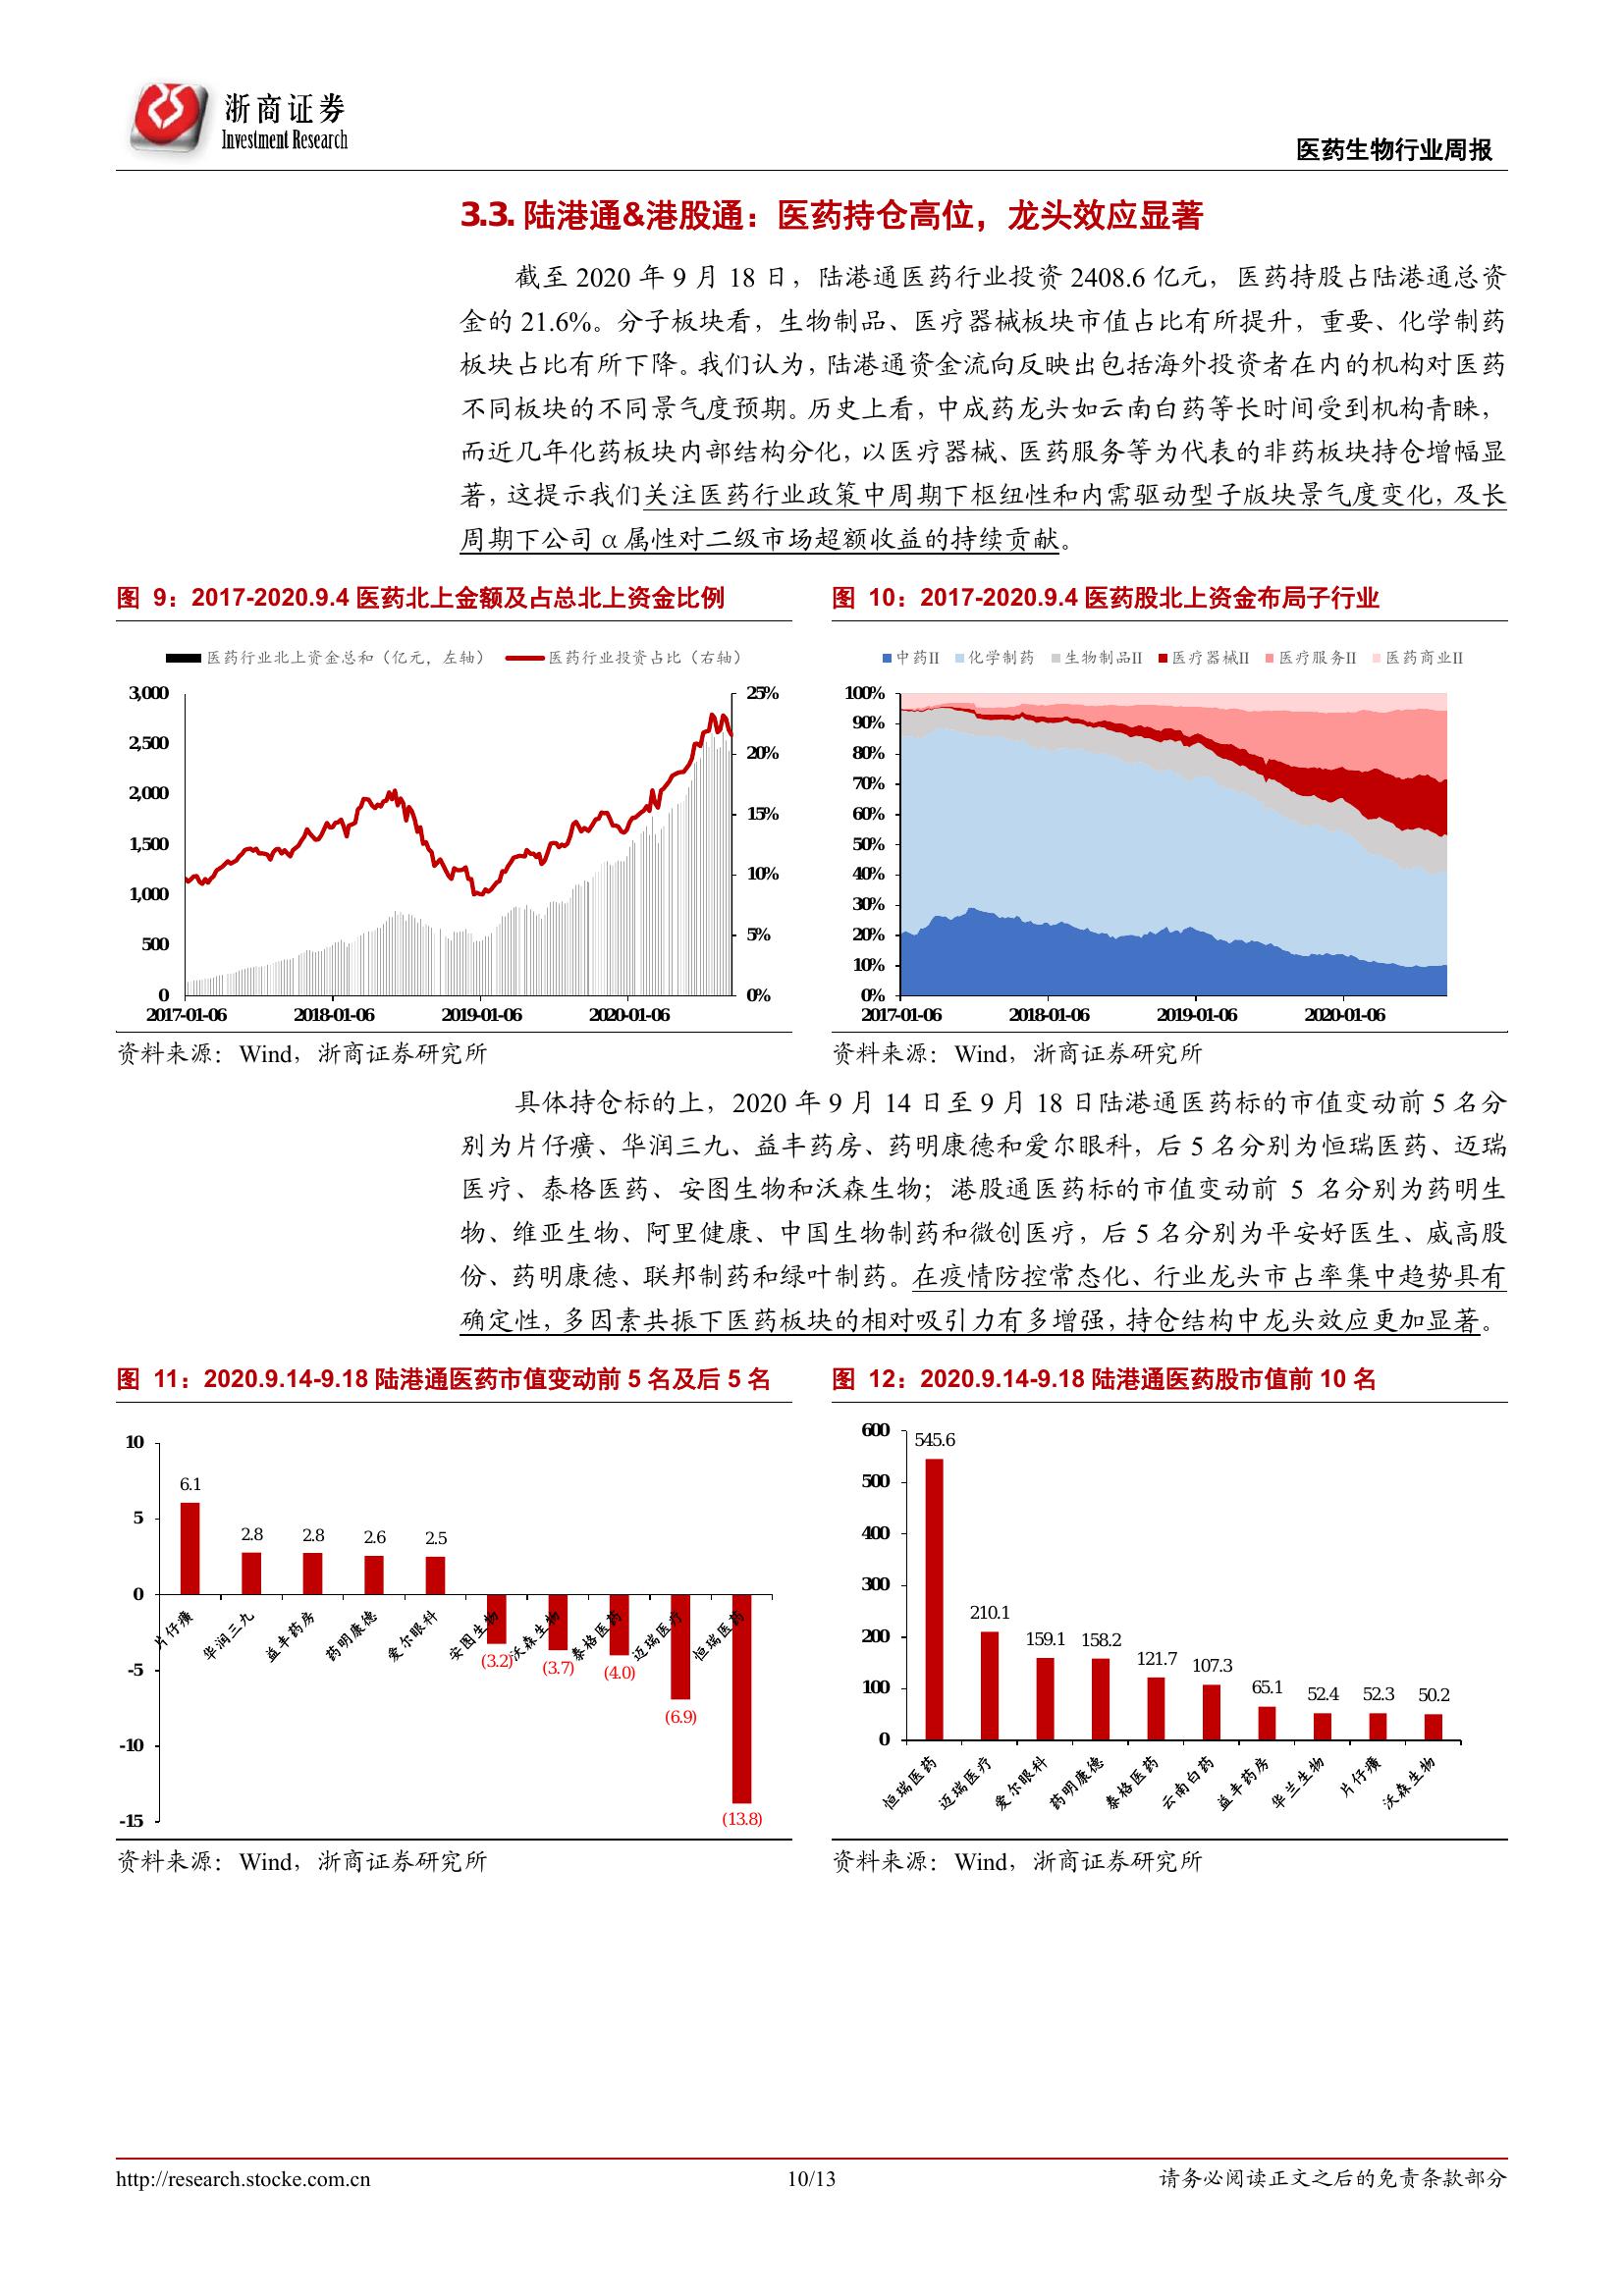 浙商证券
Investment Research
医药生物行业周报
3.3. 陆港通&港股通：医药持仓高位，龙头效应显著
截至 2020 年 9 月 18 日，陆港通医药行业投资 2408.6 亿元，医药持股占陆港通总资
金的 21.6%。分子板块看，生物制品、医疗器械板块市值占比有所提升，重要、化学制药
板块占比有所下降。我们认为，陆港通资金流向反映出包括海外投资者在内的机构对医药
不同板块的不同景气度预期。历史上看，中成药龙头如云南白药等长时间受到机构青睐，
而近几年化药板块内部结构分化，以医疗器械、医药服务等为代表的非药板块持仓增幅显
著，这提示我们关注医药行业政策中周期下枢纽性和内需驱动型子版块景气度变化，及长
周期下公司 α 属性对二级市场超额收益的持续贡献。
图 9：2017-2020.9.4 医药北上金额及占总北上资金比例
医药行业北上资金总和（亿元，左轴） 医药行业投资占比（右轴）
3,000 25%
2,500 20%
2,000
1,500 15%
1,000 10%
500 5%
0 0%
2017-01-06 2018-01-06 2019-01-06 2020-01-06
资料来源：Wind，浙商证券研究所
图 10：2017-2020.9.4 医药股北上资金布局子行业
中药II 化学制药 生物制品II 医疗器械II 医疗服务II 医药商业II
100%
90%
80%
70%
60%
50%
40%
30%
20%
10%
0%
2017-01-06 2018-01-06 2019-01-06 2020-01-06
资料来源：Wind，浙商证券研究所
具体持仓标的上，2020 年 9 月 14 日至 9 月 18 日陆港通医药标的市值变动前 5 名分
别为片仔癀、华润三九、益丰药房、药明康德和爱尔眼科，后 5 名分别为恒瑞医药、迈瑞
医疗、泰格医药、安图生物和沃森生物；港股通医药标的市值变动前 5 名分别为药明生
物、维亚生物、阿里健康、中国生物制药和微创医疗，后 5 名分别为平安好医生、威高股
份、药明康德、联邦制药和绿叶制药。在疫情防控常态化、行业龙头市占率集中趋势具有
确定性，多因素共振下医药板块的相对吸引力有多增强，持仓结构中龙头效应更加显著。
图 11：2020.9.14-9.18 陆港通医药市值变动前 5 名及后 5 名
10
5
0
-5
-10
-15
6.1 2.8 2.8 2.6 2.5 (3.2) (3.7) (4.0) (6.9) (13.8)
片仔癀 华润三九 益丰药房 药明康德 爱尔眼科 安图生物 沃森生物 泰格医药 迈瑞医疗 恒瑞医药
资料来源：Wind，浙商证券研究所
图 12：2020.9.14-9.18 陆港通医药股市值前 10 名
600
500
400
300
200
100
0
545.6 210.1 159.1 158.2 121.7 107.3 65.1 52.4 52.3 50.2
恒瑞医药 迈瑞医疗 爱尔眼科 药明康德 泰格医药 云南白药 益丰药房 华兰生物 片仔癀 沃森生物
资料来源：Wind，浙商证券研究所
http://research.stocke.com.cn 10/13 请务必阅读正文之后的免责条款部分